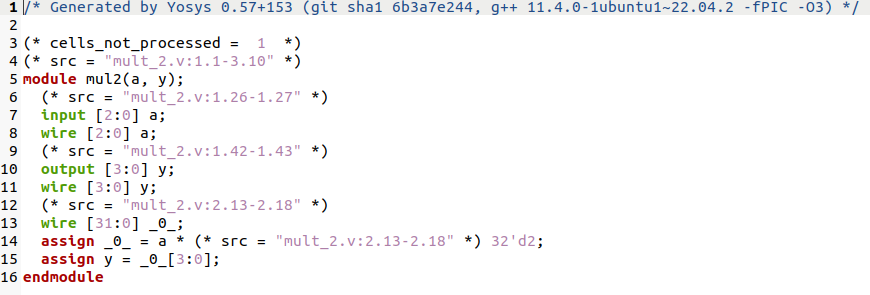 1 /* Generated by Yosys 0.57+153 (git sha1 6b3a7e244, g++ 11.4.0-1ubuntu1~22.04.2 -fPIC -O3) */
2
3 (* cells_not_processed =  1  *)
4 (* src = "mult_2.v:1.1-3.10" *)
5 module mul2(a, y);
6   (* src = "mult_2.v:1.26-1.27" *)
7   input [2:0] a;
8   wire [2:0] a;
9   (* src = "mult_2.v:1.42-1.43" *)
10   output [3:0] y;
11   wire [3:0] y;
12   (* src = "mult_2.v:2.13-2.18" *)
13   wire [31:0] _0_;
14   assign _0_ = a * (* src = "mult_2.v:2.13-2.18" *) 32'd2;
15   assign y = _0_[3:0];
16 endmodule